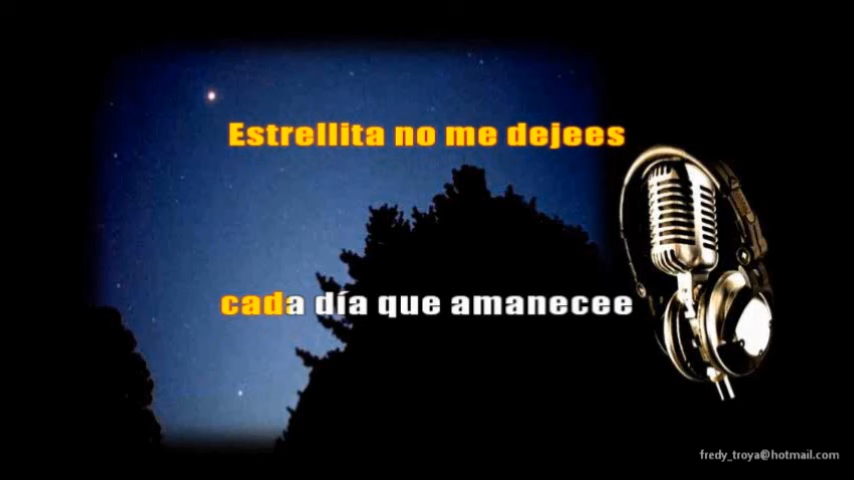 Estrellita no me dejees
cada día que amanecee
fredy_troya@hotmail.com